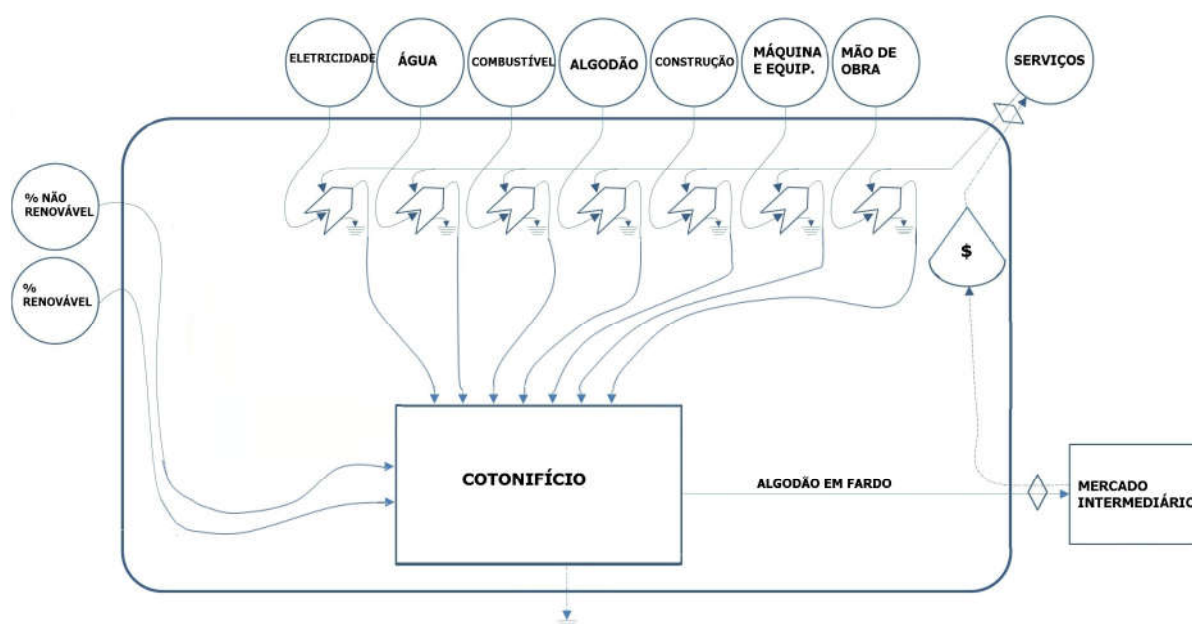 ELETRICIDADE
ÁGUA
COMBUSTÍVEL
ALGODÃO
CONSTRUÇÃO
MÁQUINA
E EQUIP.
MÃO DE
OBRA
SERVIÇOS
% NÃO
RENOVÁVEL
%
RENOVÁVEL
$
COTONIFÍCIO
ALGODÃO EM FARDO
MERCADO
INTERMEDIÁRIO